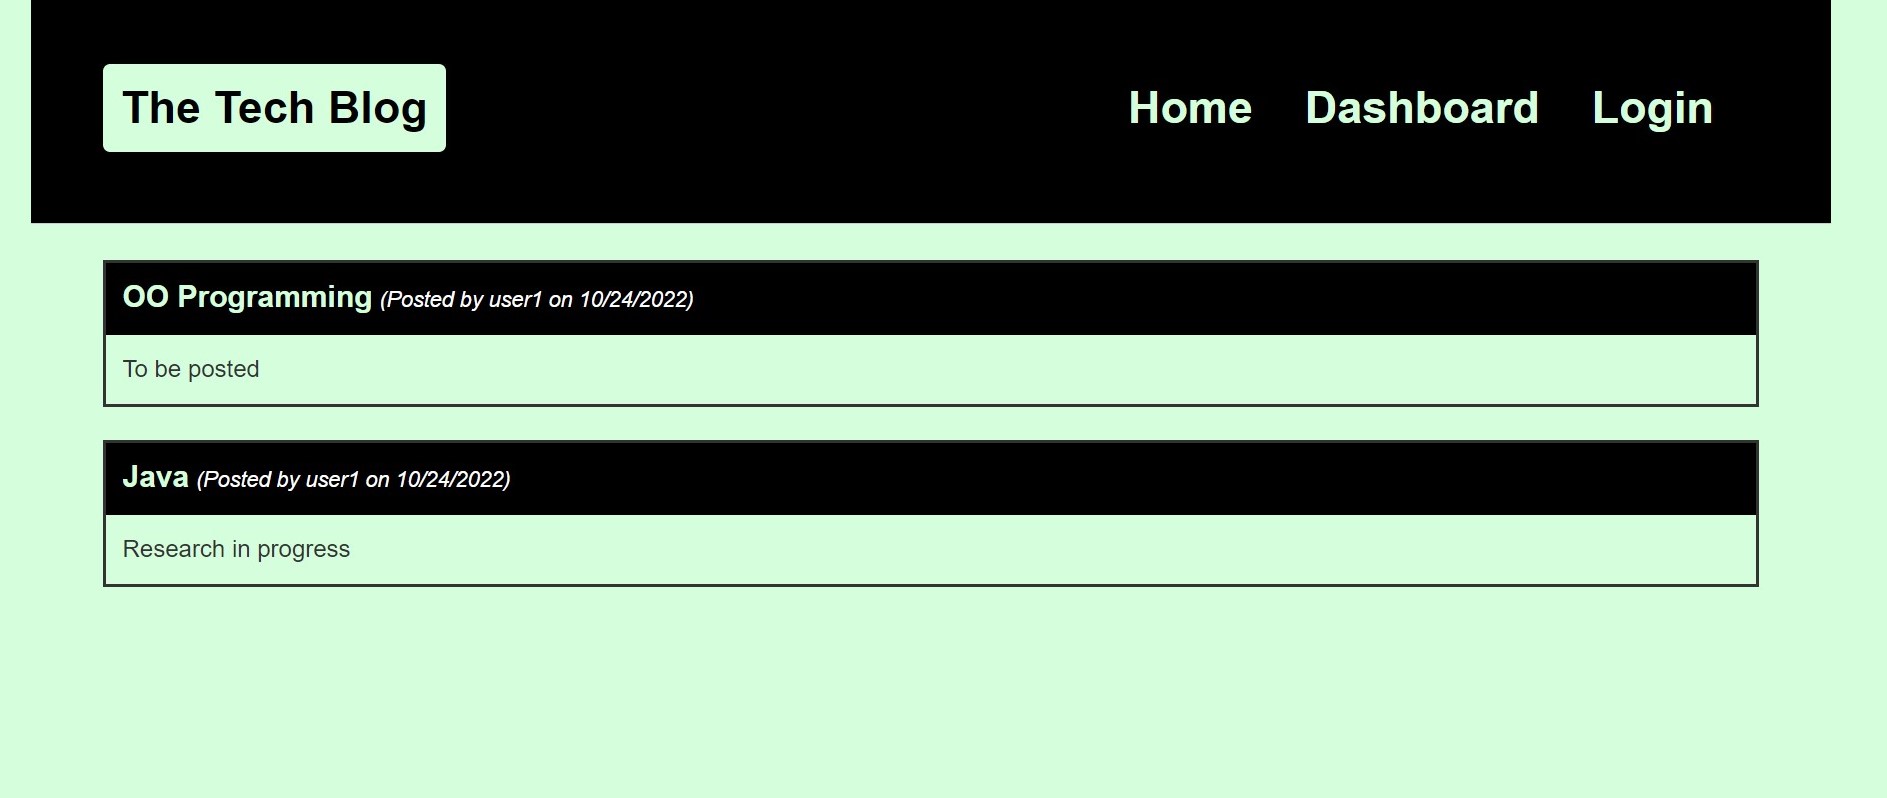 The Tech Blog Home Dashboard Login
OO Programming (Posted by user1 on 10/24/2022)
To be posted
Java (Posted by user1 on 10/24/2022)
Research in progress